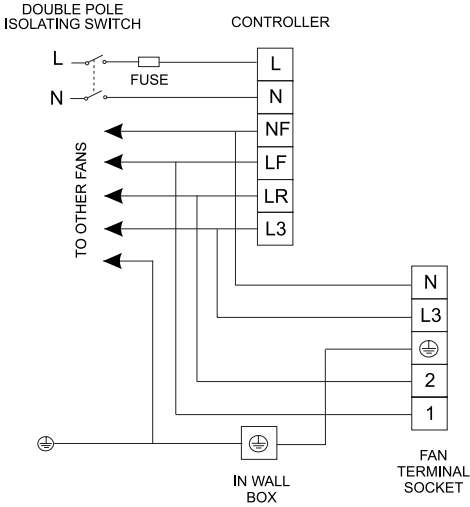 DOUBLE POLE
ISOLATING SWITCH
CONTROLLER
L
FUSE
L
N
N
NF
LF
LR
L3
TO OTHER FANS
N
L3
2
1
IN WALL
BOX
FAN
TERMINAL
SOCKET